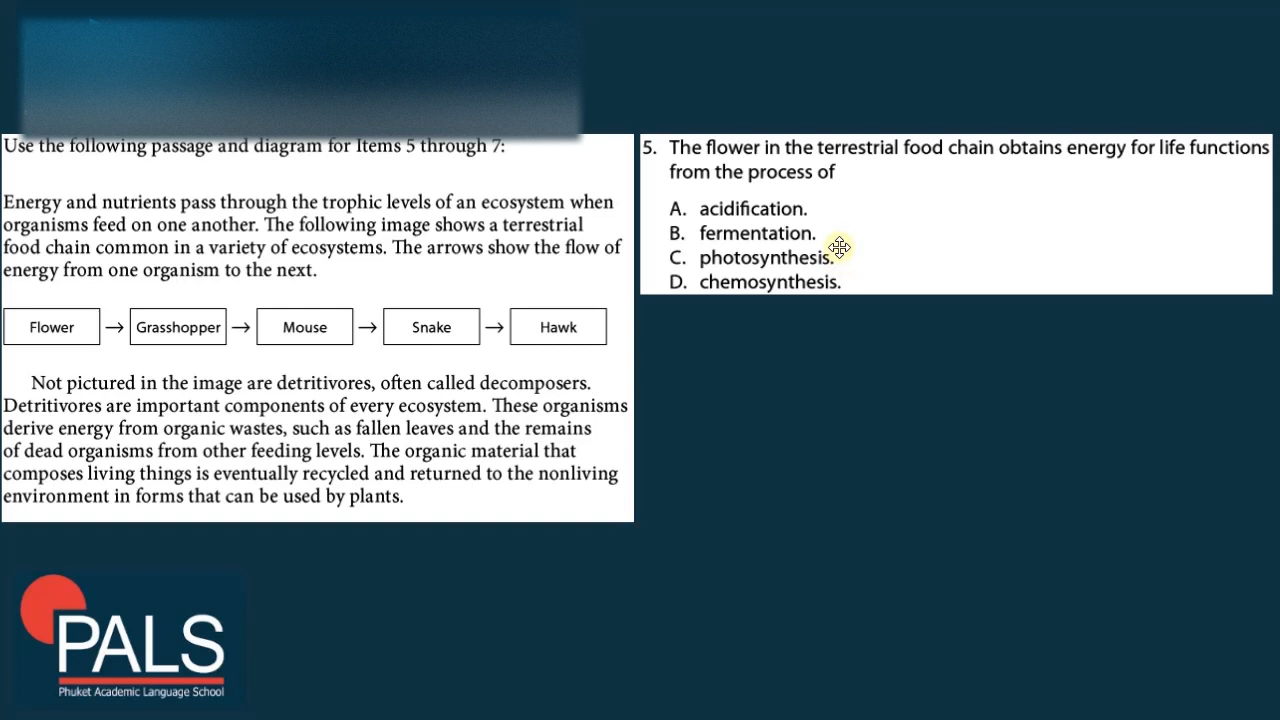 Use the following passage and diagram for Items 5 through 7:
Energy and nutrients pass through the trophic levels of an ecosystem when
organisms feed on one another. The following image shows a terrestrial
food chain common in a variety of ecosystems. The arrows show the flow of
energy from one organism to the next.
Flower → Grasshopper → Mouse → Snake → Hawk
Not pictured in the image are detritivores, often called decomposers.
Detritivores are important components of every ecosystem. These organisms
derive energy from organic wastes, such as fallen leaves and the remains
of dead organisms from other feeding levels. The organic material that
composes living things is eventually recycled and returned to the nonliving
environment in forms that can be used by plants.
5. The flower in the terrestrial food chain obtains energy for life functions
from the process of
A. acidification.
B. fermentation.
C. photosynthesis.
D. chemosynthesis.
PALS
Phuket Academic Language School